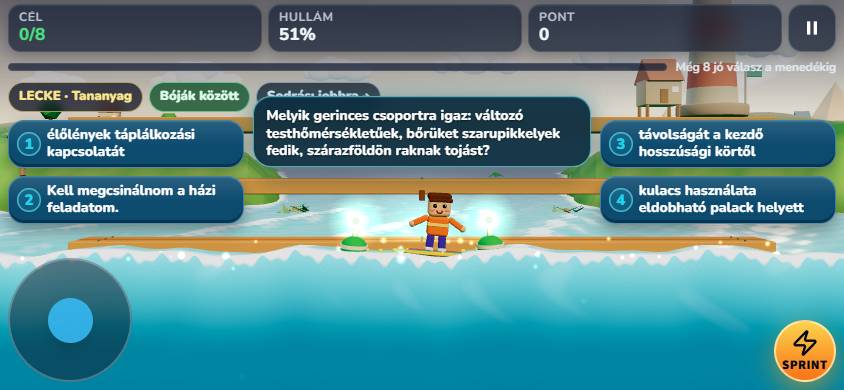 CÉL
0/8
HULLÁM
51%
PONT
0
Még 8 jó válasz a menedékig
LECKE · Tananyag
Bóják között
Sodrás: jobbra
Melyik gerinces csoportra igaz: változó
testhőmérsékletűek, bőrüket szarupikkelyek
fedik, szárazföldön raknak tojást?
1 élőlények táplálkozási
kapcsolatát
2 Kell megcsinálnom a házi
feladatom.
3 távolságát a kezdő
hosszúsági körtől
4 kulacs használata
eldobható palack helyett
SPRINT